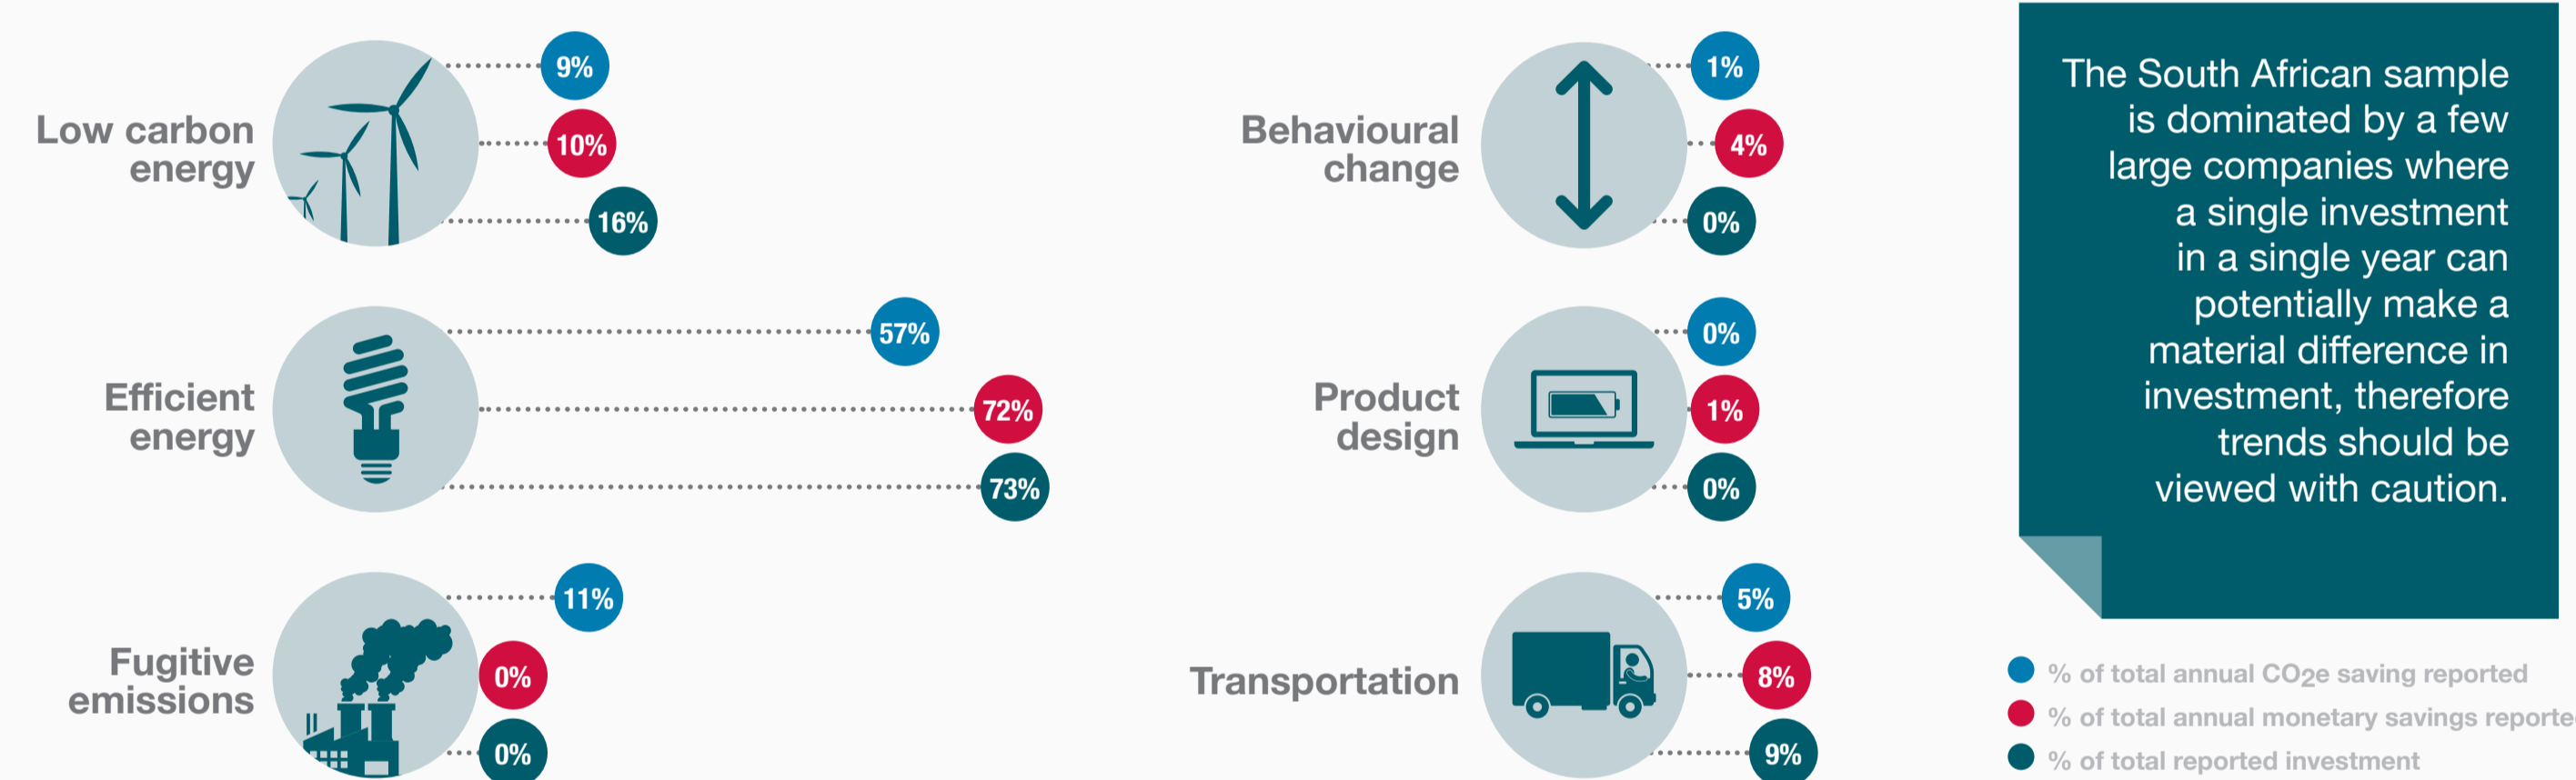 Low carbon
energy
9%
10%
16%
Efficient
energy
57%
72%
73%
Fugitive
emissions
11%
0%
0%
Behavioural
change
1%
4%
0%
Product
design
0%
1%
0%
Transportation
5%
8%
9%
The South African sample
is dominated by a few
large companies where
a single investment
in a single year can
potentially make a
material difference in
investment, therefore
trends should be
viewed with caution.
% of total annual CO2e saving reported
% of total annual monetary savings reporte
% of total reported investment